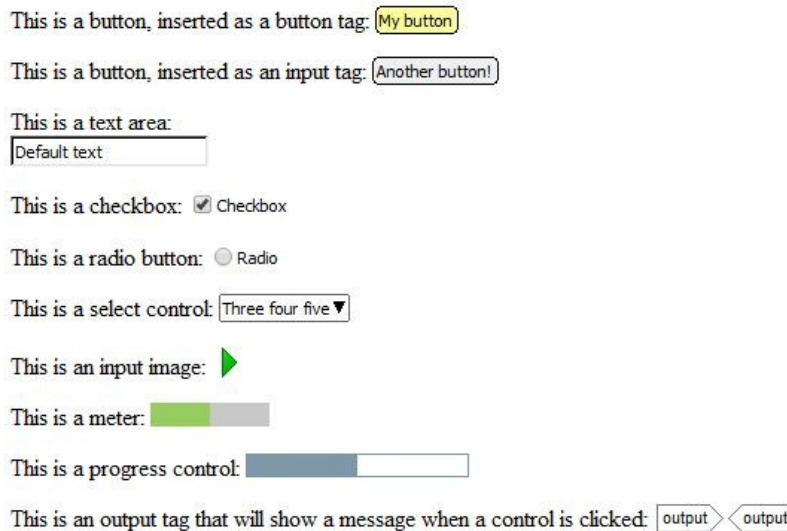 This is a button, inserted as a button tag: My button
This is a button, inserted as an input tag: Another button!
This is a text area:
Default text
This is a checkbox: Checkbox
This is a radio button: Radio
This is a select control: Three four five
This is an input image:
This is a meter:
This is a progress control:
This is an output tag that will show a message when a control is clicked: output output